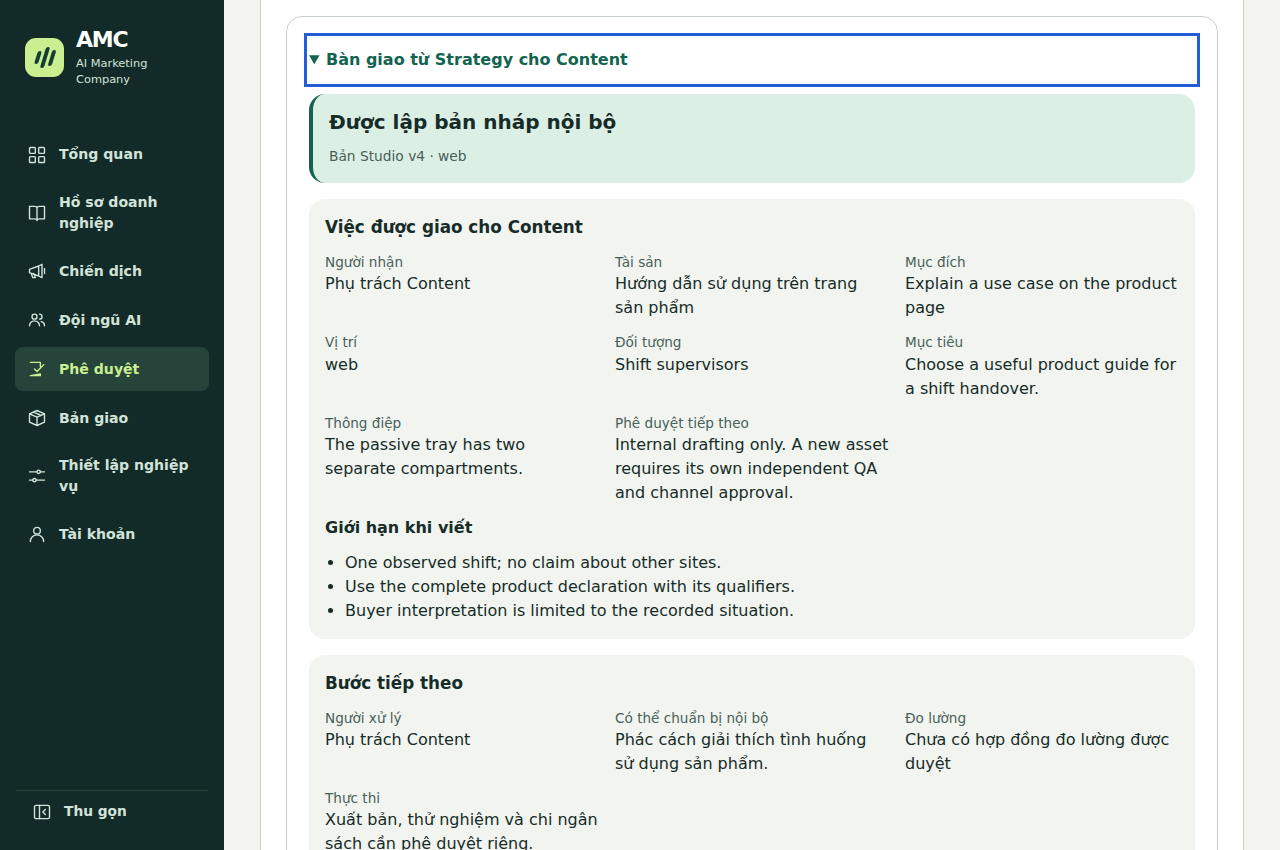 AMC
AI Marketing
Company
Tổng quan
Hồ sơ doanh
nghiệp
Chiến dịch
Đội ngũ AI
Phê duyệt
Bàn giao
Thiết lập nghiệp
vụ
Tài khoản
Thu gọn
Bàn giao từ Strategy cho Content
Được lập bản nháp nội bộ
Bản Studio v4 · web
Việc được giao cho Content
Người nhận
Phụ trách Content
Tài sản
Hướng dẫn sử dụng trên trang
sản phẩm
Mục đích
Explain a use case on the product
page
Vị trí
web
Đối tượng
Shift supervisors
Mục tiêu
Choose a useful product guide for
a shift handover.
Thông điệp
The passive tray has two
separate compartments.
Phê duyệt tiếp theo
Internal drafting only. A new asset
requires its own independent QA
and channel approval.
Giới hạn khi viết
One observed shift; no claim about other sites.
Use the complete product declaration with its qualifiers.
Buyer interpretation is limited to the recorded situation.
Bước tiếp theo
Người xử lý
Phụ trách Content
Có thể chuẩn bị nội bộ
Phác cách giải thích tình huống
sử dụng sản phẩm.
Đo lường
Chưa có hợp đồng đo lường được
duyệt
Thực thi
Xuất bản, thử nghiệm và chi ngân
sách cần phê duyệt riêng.